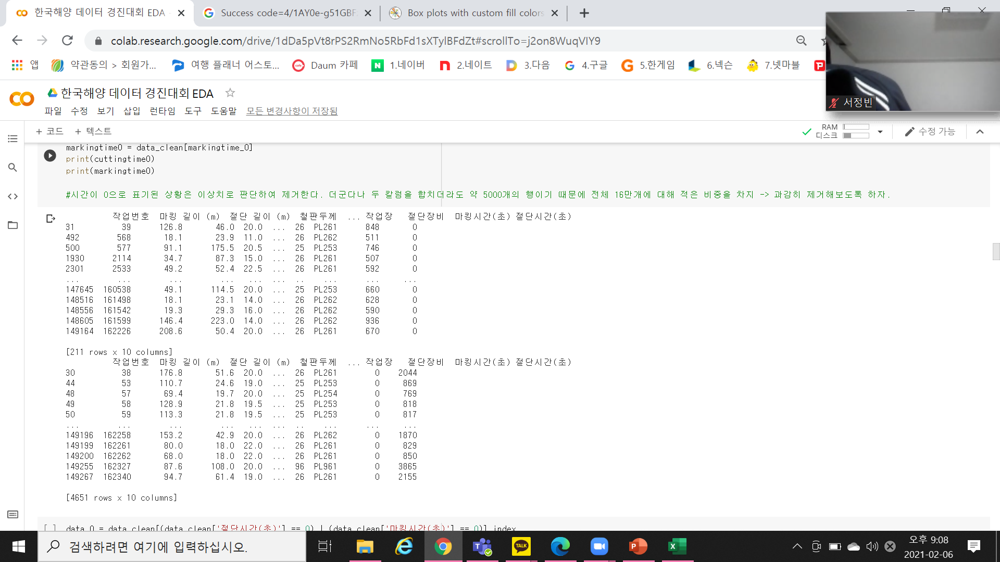 한국해양 데이터 경진대회 EDA
Success code=4/1AY0e-g51GBF
Box plots with custom fill colors
colab.research.google.com/drive/1dDa5pVt8rPS2RmNo5RbFd1sXTylBFdZt#scrollTo=j2on8WuqVIY9
앱 약관동의 > 회원가... 여행 플래너 어스토... Daum 카페 1.네이버 2.네이트 3.다음 4.구글 5.한게임 6.넥슨 7.넷마블
서정빈
한국해양 데이터 경진대회 EDA
파일 수정 보기 삽입 런타임 도구 도움말 모든 변경사항이 저장됨
+ 코드 + 텍스트
RAM
디스크
수정 가능
markingtime0 = data_clean[markingtime_0]
print(cuttingtime0)
print(markingtime0)
#시간이 0으로 표기된 상황은 이상치로 판단하여 제거한다. 더군다나 두 칼럼을 합치더라도 약 5000개의 행이기 때문에 전체 16만개에 대해 적은 비중을 차지 -> 과감히 제거해보도록 하자.
작업번호 마킹 길이 (m) 절단 길이 (m) 철판두께 ... 작업장 절단장비 마킹시간(초) 절단시간(초)
31 39 126.8 46.0 20.0 ... 26 PL261 848 0
492 568 18.1 23.9 11.0 ... 26 PL262 511 0
500 577 91.1 175.5 20.5 ... 25 PL253 746 0
1930 2114 34.7 87.3 15.0 ... 26 PL261 507 0
2301 2533 49.2 52.4 22.5 ... 26 PL261 592 0
... ... ... ... ... ... .. ... ... ...
147645 160538 49.1 114.5 20.0 ... 25 PL253 660 0
148516 161498 18.1 23.1 14.0 ... 26 PL262 628 0
148556 161542 19.3 29.3 16.0 ... 26 PL262 590 0
148605 161599 146.4 223.0 14.0 ... 26 PL262 936 0
149164 162226 208.6 50.4 20.0 ... 26 PL261 670 0
[211 rows x 10 columns]
작업번호 마킹 길이 (m) 절단 길이 (m) 철판두께 ... 작업장 절단장비 마킹시간(초) 절단시간(초)
30 38 176.8 51.6 20.0 ... 26 PL261 0 2044
44 53 110.7 24.6 19.0 ... 25 PL253 0 869
48 57 69.4 19.7 20.0 ... 25 PL254 0 769
49 58 128.9 21.8 19.5 ... 25 PL253 0 818
50 59 113.3 21.8 19.5 ... 25 PL253 0 817
... ... ... ... ... ... .. ... ... ...
149196 162258 153.2 42.9 20.0 ... 26 PL262 0 1870
149199 162261 80.0 18.0 22.0 ... 26 PL261 0 829
149200 162262 68.0 18.0 22.0 ... 26 PL261 0 850
149255 162327 87.6 108.0 20.0 ... 96 PL961 0 3865
149267 162340 94.7 61.4 19.0 ... 26 PL261 0 2155
[4651 rows x 10 columns]
[ ] data_0 = data_clean[(data_clean['절단시간(초)'] == 0) | (data_clean['마킹시간(초)'] == 0)].index
검색하려면 여기에 입력하십시오.
TALK
오후 9:08
2021-02-06